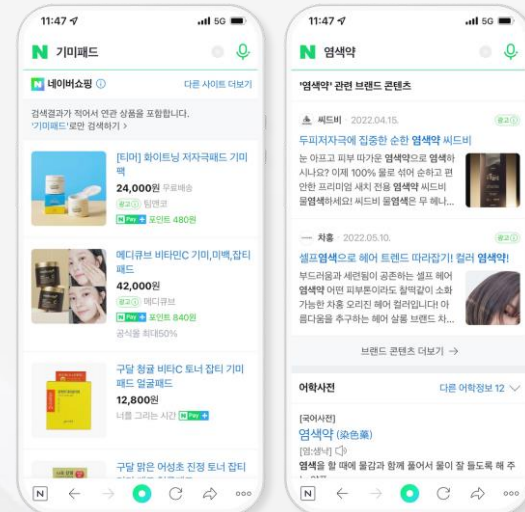 11:47
5G
N 기미패드
N 네이버쇼핑
다른 사이트 더보기
검색결과가 적어서 연관 상품을 포함합니다.
'기미패드'로만 검색하기 >
[티어] 화이트닝 저자극패드 기미
팩
24,000원 무료배송
광고 팀앤코
N Pay + 포인트 480원
메디큐브 비타민C 기미,미백,잡티
패드
42,000원
광고 메디큐브
N Pay + 포인트 840원
공식몰 최대50%
구달 청귤 비타C 토너 잡티 기미
패드 얼굴패드
12,800원
너를 그리는 시간 N Pay +
구달 맑은 어성초 진정 토너 잡티
N
11:47
5G
N 염색약
'염색약' 관련 브랜드 콘텐츠
씨드비 · 2022.04.15.
광고
두피저자극에 집중한 순한 염색약 씨드비
눈 아프고 피부 따가운 염색약으로 염색하
시나요? 이제 100% 물로 섞어 순하고 편
안한 프리미엄 새치 전용 염색약 씨드비
물염색하세요! 씨드비 물염색은 무 헤나...
차홍 · 2022.05.10.
광고
셀프염색으로 헤어 트렌드 따라잡기! 컬러 염색약!
부드러움과 세련됨이 공존하는 셀프 헤어
염색약 어떤 피부톤이라도 찰떡같이 소화
가능한 차홍 오리진 헤어 컬러입니다! 아
름다움을 추구하는 헤어 살롱 브랜드 차...
브랜드 콘텐츠 더보기 →
어학사전
다른 어학정보 12
[국어사전]
염색약 (染色藥)
[염:생냑]
염색을 할 때에 물감과 함께 풀어서 물이 잘 들도록 해 주
N